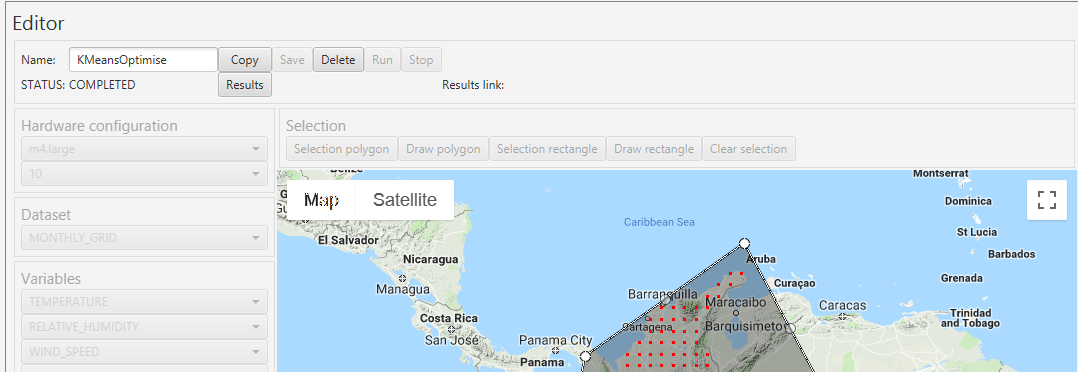 Editor
Name: KMeansOptimise Copy Save Delete Run Stop
STATUS: COMPLETED Results Results link:
Hardware configuration
m4.large
10
Dataset
MONTHLY_GRID
Variables
TEMPERATURE
RELATIVE_HUMIDITY
WIND_SPEED
Selection
Selection polygon Draw polygon Selection rectangle Draw rectangle Clear selection
Map Satellite
Montserrat
Dominica
Caribbean Sea
St Lucia
El Salvador
Barbados
Nicaragua
Aruba
Grenada
Curaçao
Managua
Barranquilla
Maracaibo
Caracas
Costa Rica
Cartagena
Barquisimeto
Trinidad
and Tobago
San José
Panama City
Panama